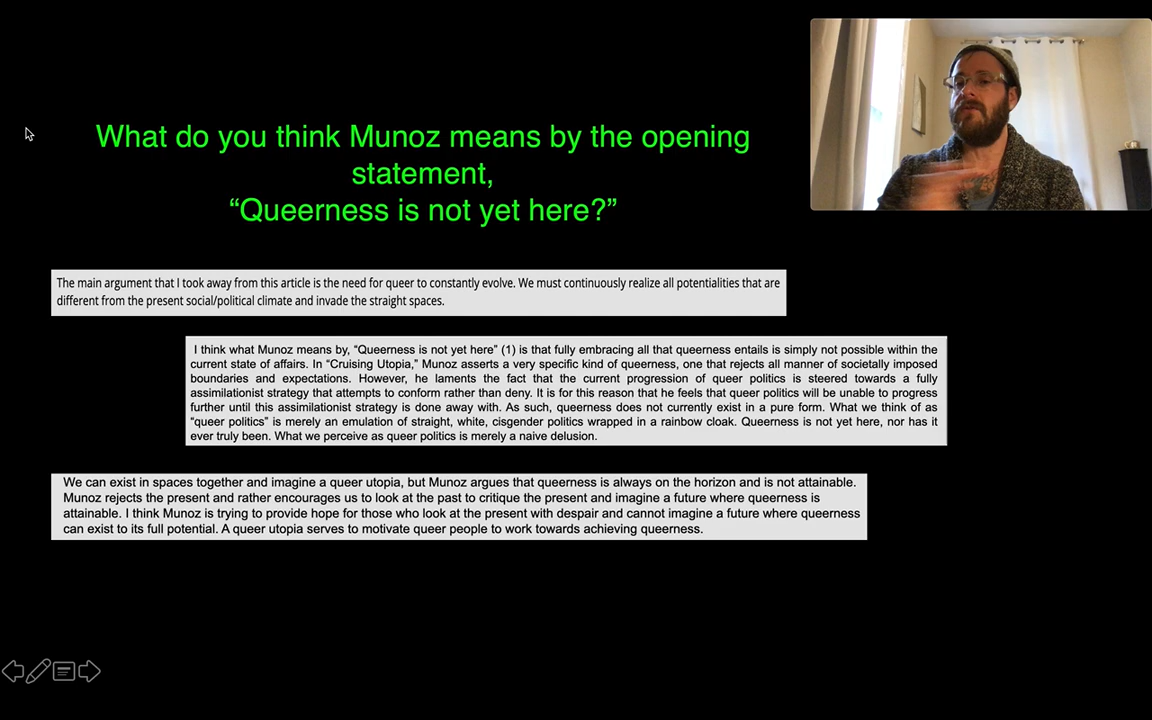 What do you think Munoz means by the opening
statement,
“Queerness is not yet here?”
The main argument that I took away from this article is the need for queer to constantly evolve. We must continuously realize all potentialities that are
different from the present social/political climate and invade the straight spaces.
I think what Munoz means by, “Queerness is not yet here” (1) is that fully embracing all that queerness entails is simply not possible within the
current state of affairs. In “Cruising Utopia,” Munoz asserts a very specific kind of queerness, one that rejects all manner of societally imposed
boundaries and expectations. However, he laments the fact that the current progression of queer politics is steered towards a fully
assimilationist strategy that attempts to conform rather than deny. It is for this reason that he feels that queer politics will be unable to progress
further until this assimilationist strategy is done away with. As such, queerness does not currently exist in a pure form. What we think of as
“queer politics” is merely an emulation of straight, white, cisgender politics wrapped in a rainbow cloak. Queerness is not yet here, nor has it
ever truly been. What we perceive as queer politics is merely a naive delusion.
We can exist in spaces together and imagine a queer utopia, but Munoz argues that queerness is always on the horizon and is not attainable.
Munoz rejects the present and rather encourages us to look at the past to critique the present and imagine a future where queerness is
attainable. I think Munoz is trying to provide hope for those who look at the present with despair and cannot imagine a future where queerness
can exist to its full potential. A queer utopia serves to motivate queer people to work towards achieving queerness.